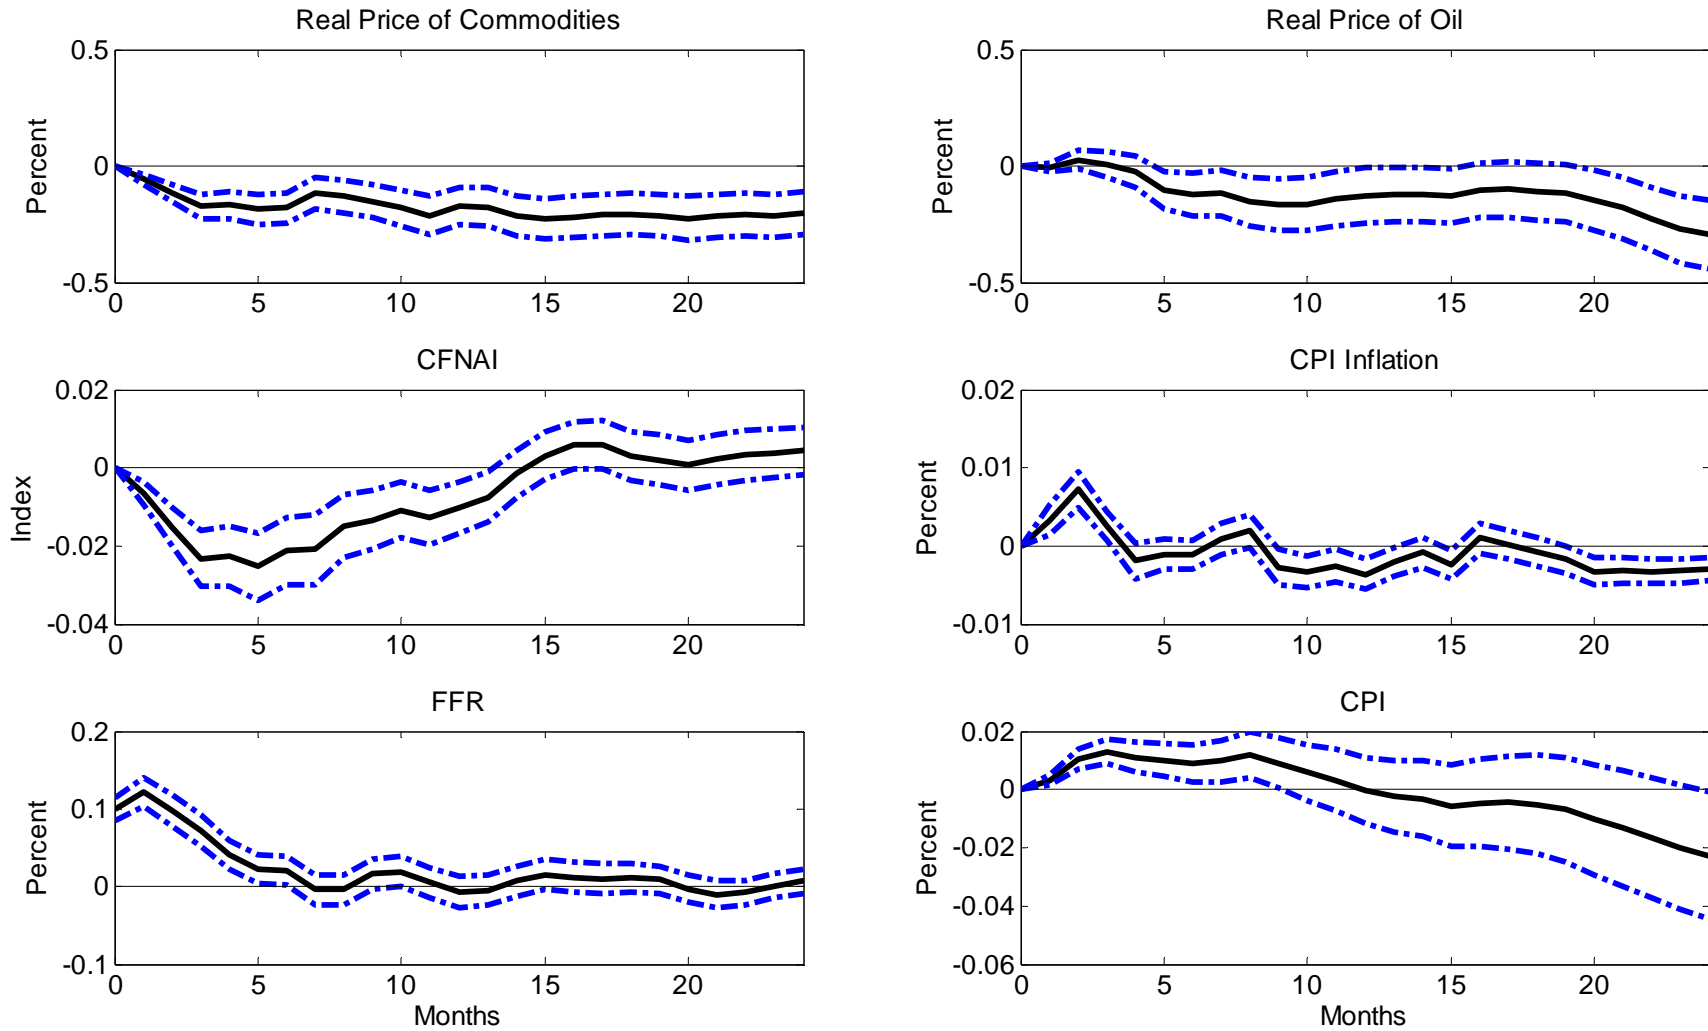 Real Price of Commodities
0.5
0
-0.5
Percent
0 5 10 15 20
Real Price of Oil
0.5
0
-0.5
Percent
0 5 10 15 20
CFNAI
0.02
0
-0.02
-0.04
Index
0 5 10 15 20
CPI Inflation
0.02
0.01
0
-0.01
Percent
0 5 10 15 20
FFR
0.2
0.1
0
-0.1
Percent
0 5 10 15 20
Months
CPI
0.02
0
-0.02
-0.04
-0.06
Percent
0 5 10 15 20
Months